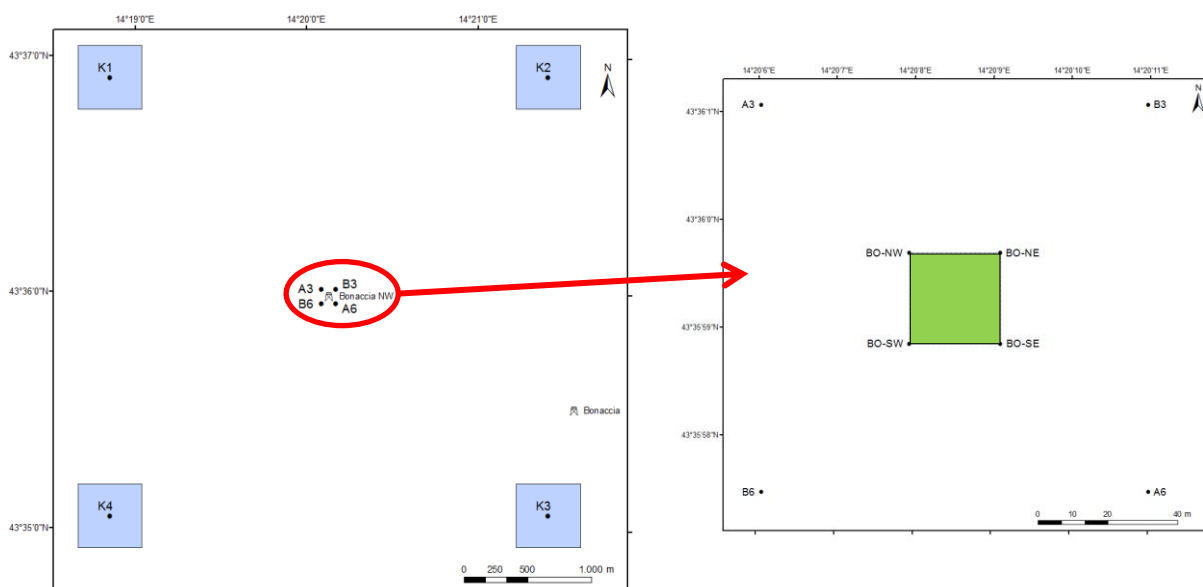 14°19'0"E 14°20'0"E 14°21'0"E
43°37'0"N
43°36'0"N
43°35'0"N
K1
K2
N
A3
B3
Bonaccia NW
B6
A6
Bonaccia
K4
K3
0 250 500 1.000 m
14°20'6"E 14°20'7"E 14°20'8"E 14°20'9"E 14°20'10"E 14°20'11"E
43°36'1"N
43°36'0"N
43°35'59"N
43°35'58"N
N
A3
B3
BO-NW
BO-NE
BO-SW
BO-SE
B6
A6
0 10 20 40 m